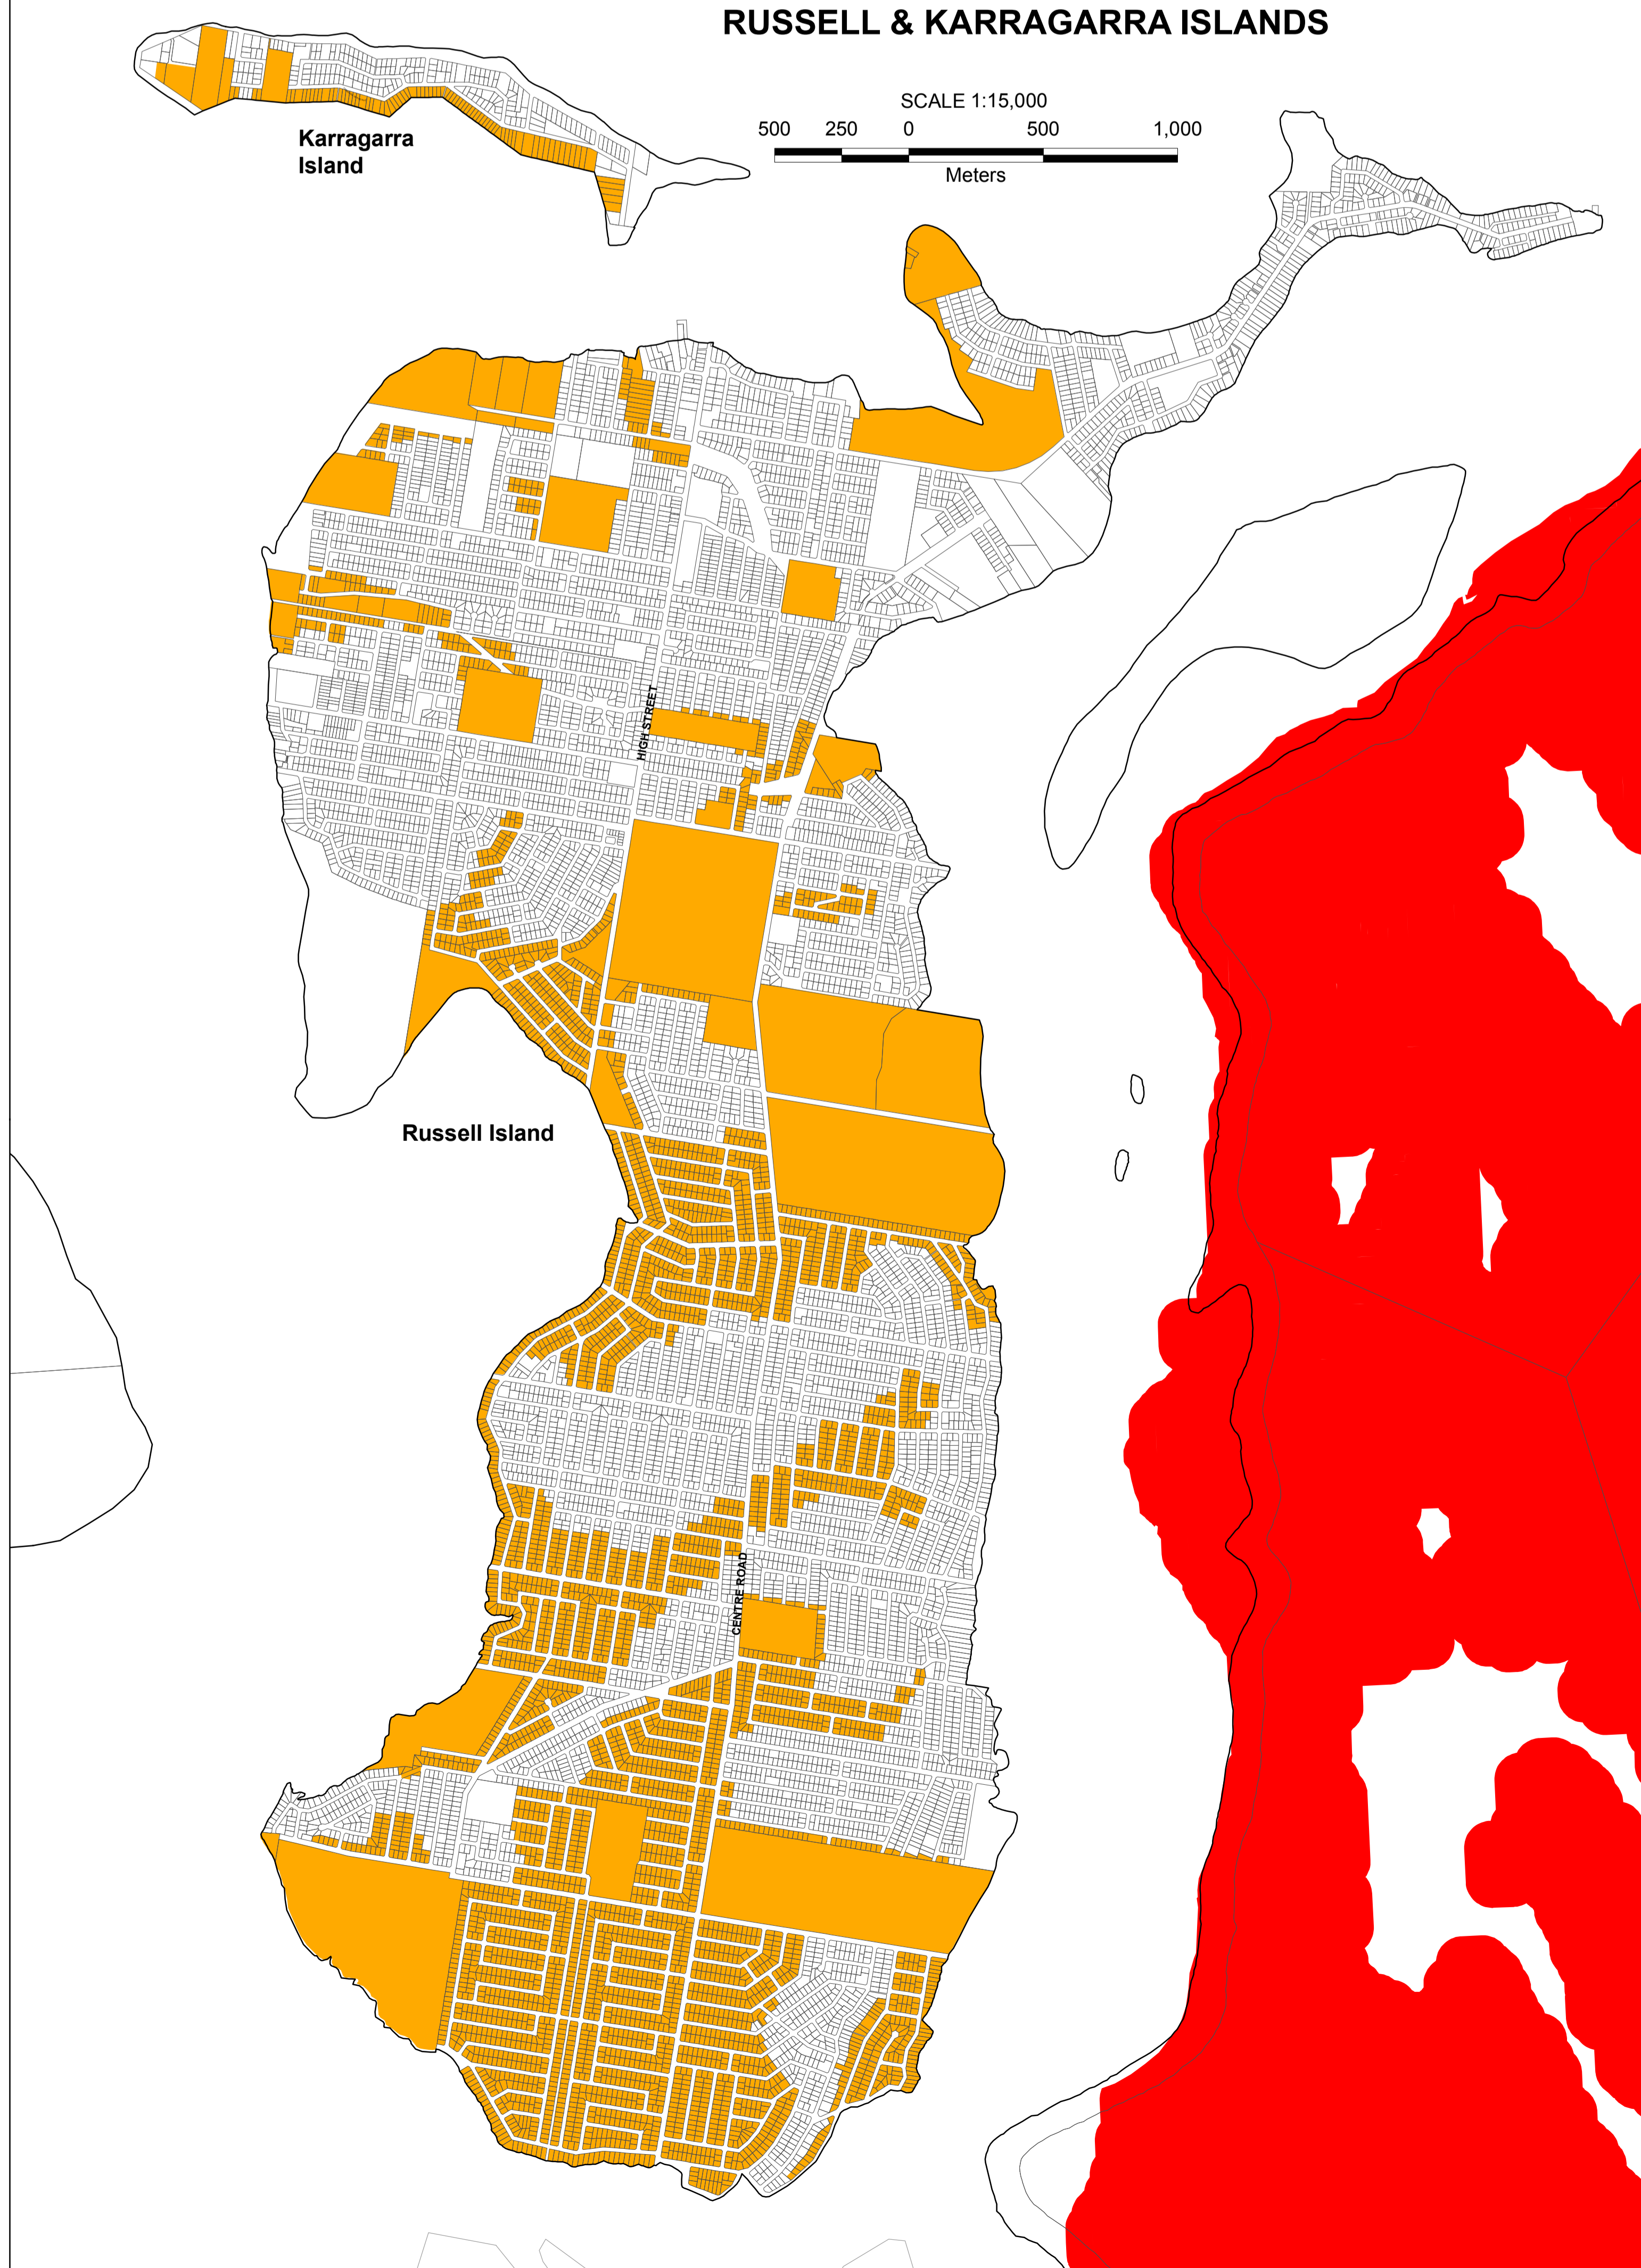 RUSSELL & KARRAGARRA ISLANDS
SCALE 1:15,000
500 250 0 500 1,000
Meters
Karragarra
Island
HIGH STREET
Russell Island
CENTRE ROAD